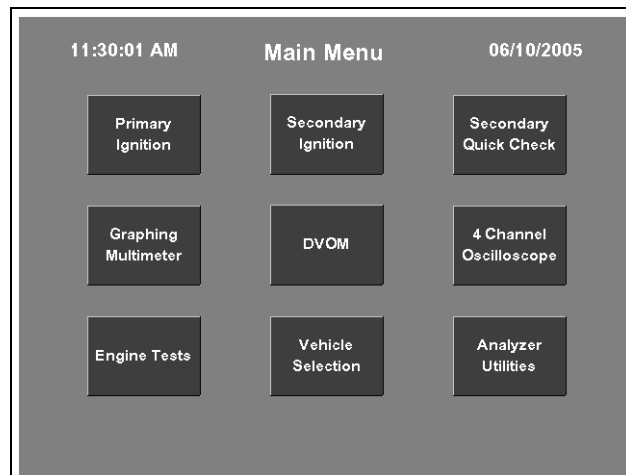 11:30:01 AM Main Menu 06/10/2005
Primary
Ignition
Secondary
Ignition
Secondary
Quick Check
Graphing
Multimeter
DVOM
4 Channel
Oscilloscope
Engine Tests
Vehicle
Selection
Analyzer
Utilities